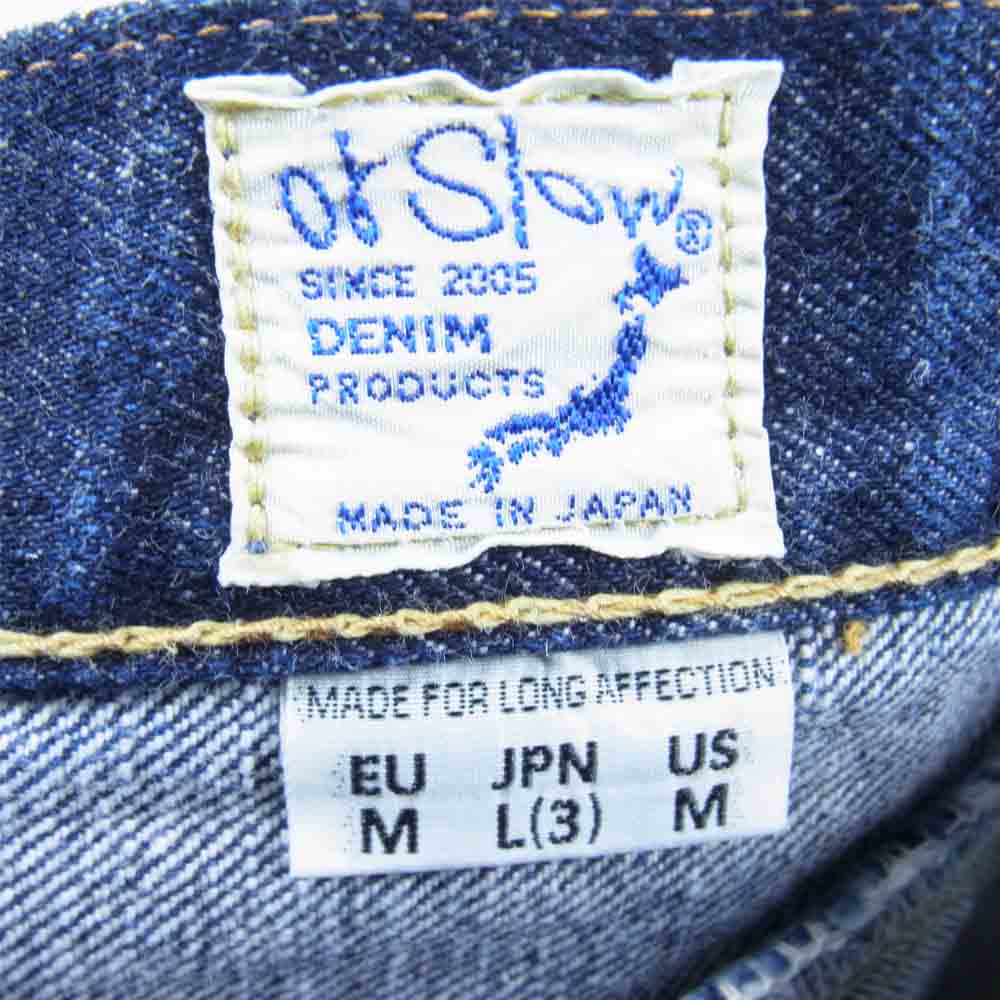 orSlow®
SINCE 2005
DENIM
PRODUCTS
MADE IN JAPAN
MADE FOR LONG AFFECTION
EU JPN US
M L(3) M